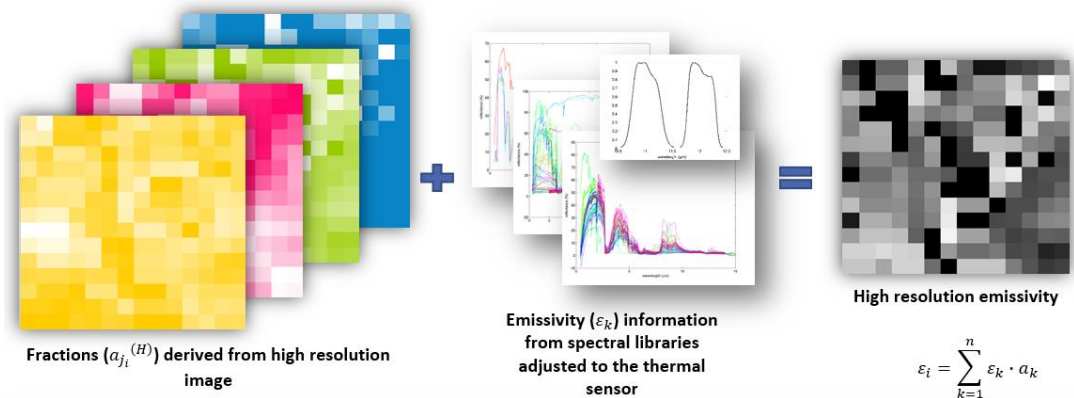 Fractions (a_{j_i}^{(H)}) derived from high resolution
image
Emissivity (ε_k) information
from spectral libraries
adjusted to the thermal
sensor
High resolution emissivity
ε_i = \sum_{k=1}^{n} ε_k · a_k